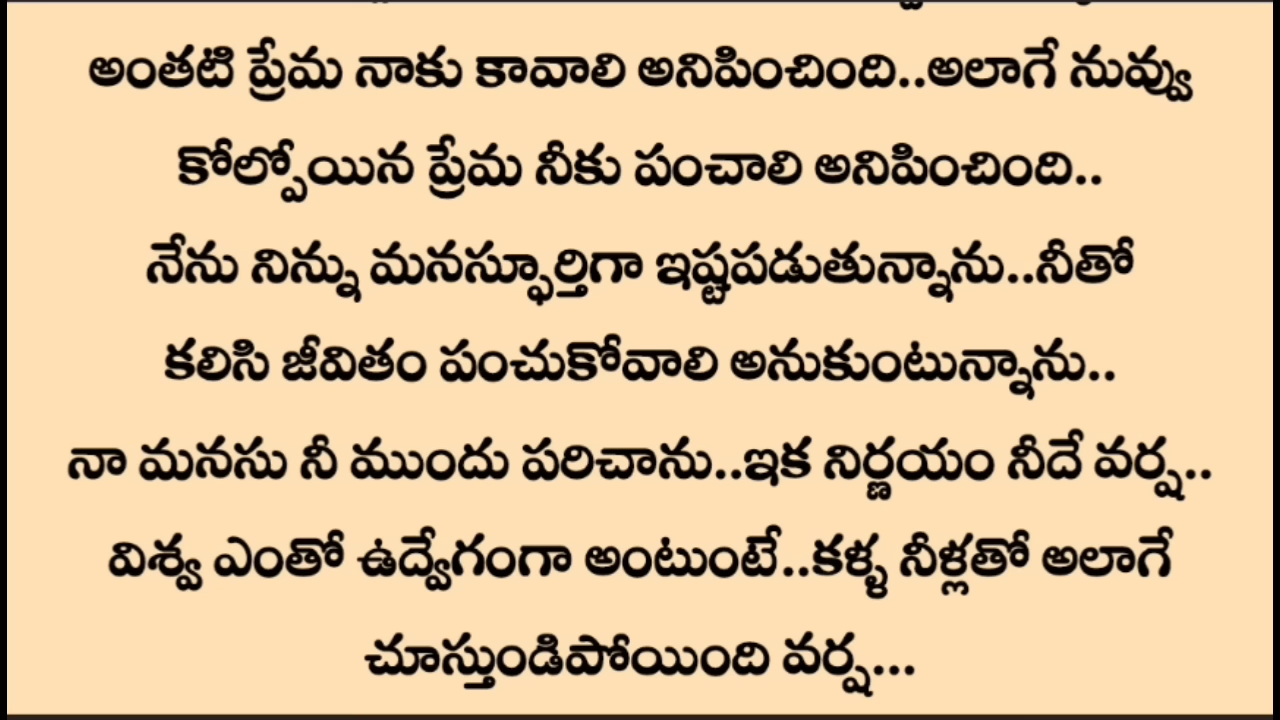 అంతటి ప్రేమ నాకు కావాలి అనిపించింది..అలాగే నువ్వు
కోల్పోయిన ప్రేమ నీకు పంచాలి అనిపించింది..
నేను నిన్ను మనస్ఫూర్తిగా ఇష్టపడుతున్నాను..నీతో
కలిసి జీవితం పంచుకోవాలి అనుకుంటున్నాను..
నా మనసు నీ ముందు పరిచాను..ఇక నిర్ణయం నీదే వర్ష..
విశ్వ ఎంతో ఉద్వేగంగా అంటుంటే..కళ్ళ నీళ్లతో అలాగే
చూస్తుండిపోయింది వర్ష...